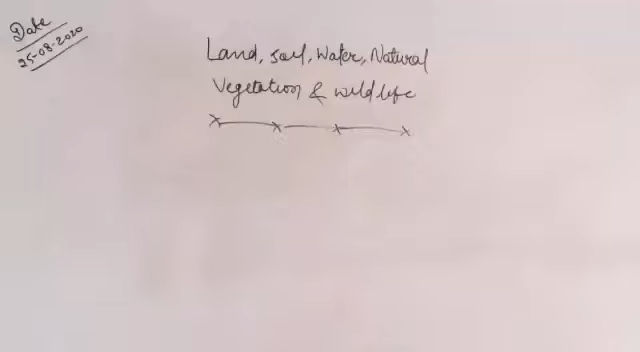 Date
25-08-2020
Land, soil, Water, Natural
Vegetation & wildlife